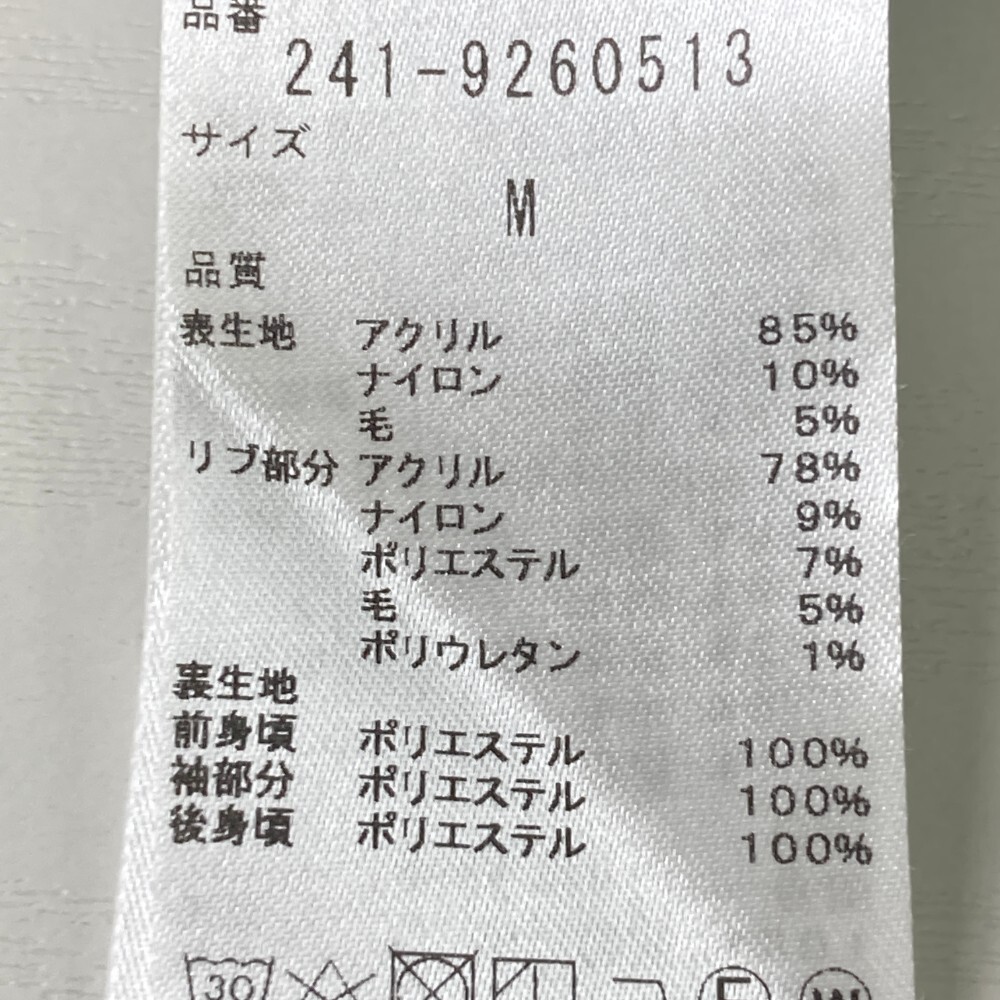 品番
241-9260513
サイズ
M
品質
表生地 アクリル 85%
ナイロン 10%
毛 5%
リブ部分 アクリル 78%
ナイロン 9%
ポリエステル 7%
毛 5%
ポリウレタン 1%
裏生地
前身頃 ポリエステル 100%
袖部分 ポリエステル 100%
後身頃 ポリエステル 100%
30 F W